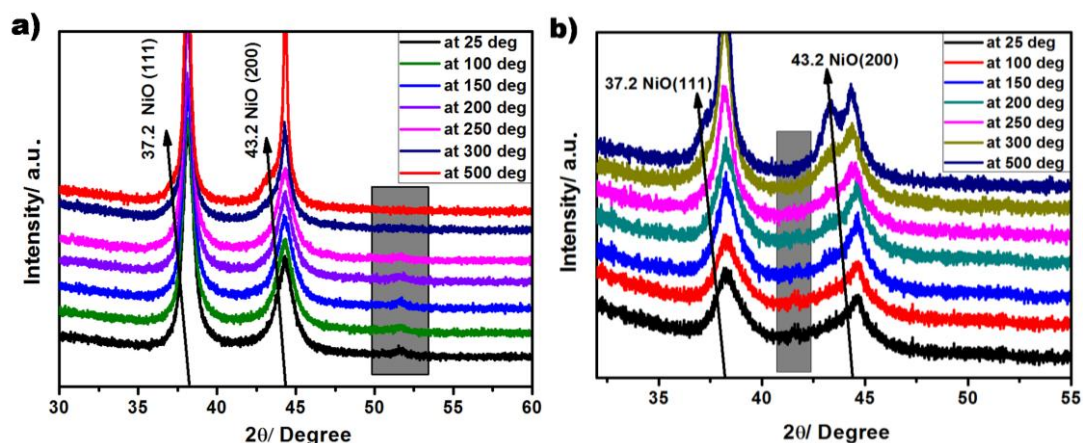 a)
Intensity/ a.u.
37.2 NiO (111)
43.2 NiO (200)
at 25 deg
at 100 deg
at 150 deg
at 200 deg
at 250 deg
at 300 deg
at 500 deg
30 35 40 45 50 55 60
2θ/ Degree
b)
Intensity/ a.u.
37.2 NiO(111)
43.2 NiO(200)
at 25 deg
at 100 deg
at 150 deg
at 200 deg
at 250 deg
at 300 deg
at 500 deg
35 40 45 50 55
2θ/ Degree